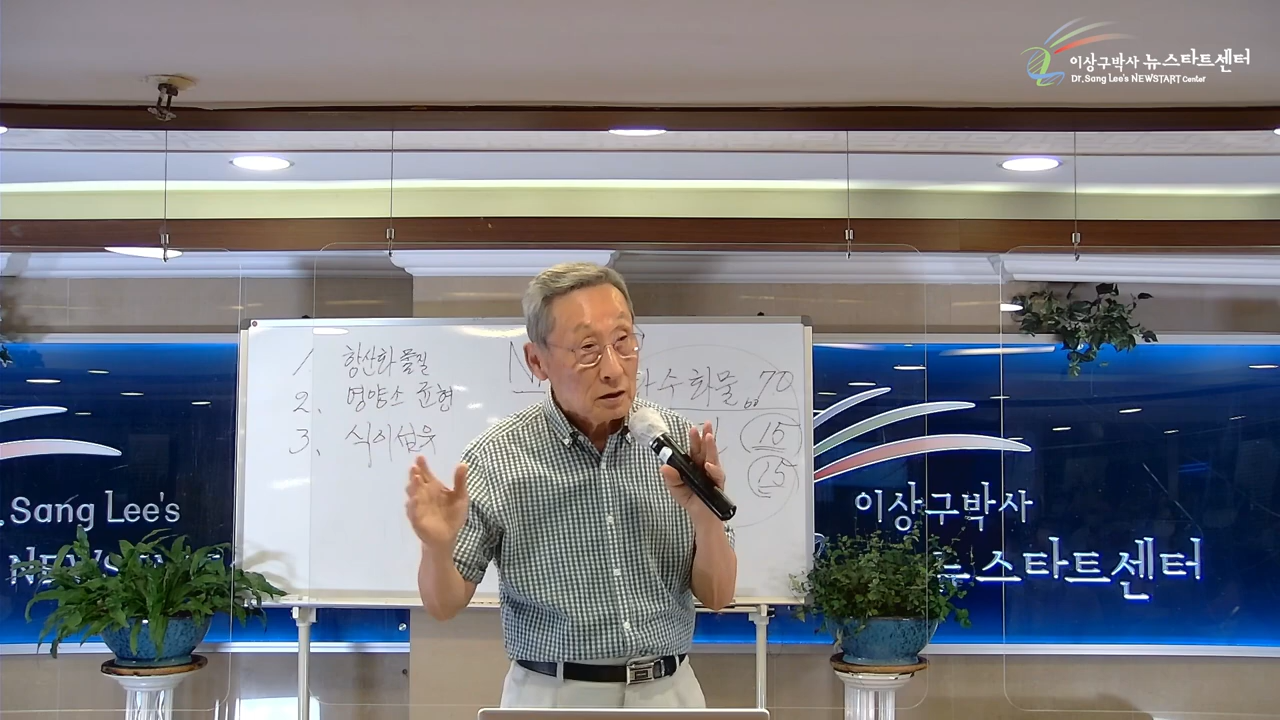 이상구박사 뉴스타트센터
Dr. Sang Lee's NEWSTART Center
항산화 물질
2. 영양소 균형
3. 식이섬유
N
수화물 70
15
15
Sang Lee's
이상구박사
뉴스타트센터